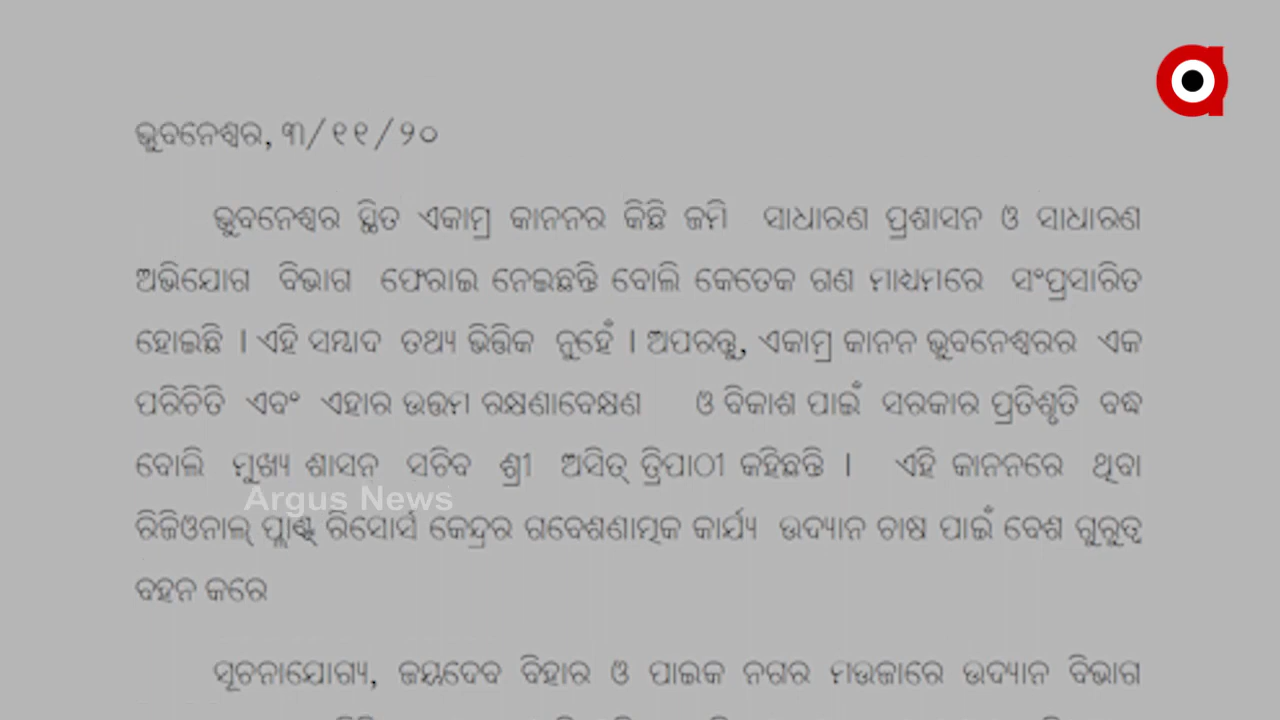 ଭୁବନେଶ୍ୱର, ୩/୧୧/୨୦
ଭୁବନେଶ୍ୱର ସ୍ଥିତ ଏକାମ୍ର କାନନର କିଛି ଜମି ସାଧାରଣ ପ୍ରଶାସନ ଓ ସାଧାରଣ
ଅଭିଯୋଗ ବିଭାଗ ଫେରାଇ ନେଇଛନ୍ତି ବୋଲି କେତେକ ଗଣ ମାଧ୍ୟମରେ ସଂପ୍ରସାରିତ
ହୋଇଛି । ଏହି ସମ୍ବାଦ ତଥ୍ୟ ଭିତ୍ତିକ ନୁହେଁ । ଅପରନ୍ତୁ, ଏକାମ୍ର କାନନ ଭୁବନେଶ୍ୱରର ଏକ
ପରିଚିତି ଏବଂ ଏହାର ଉତ୍ତମ ରକ୍ଷଣାବେକ୍ଷଣ ଓ ବିକାଶ ପାଇଁ ସରକାର ପ୍ରତିଶୃତି ବଦ୍ଧ
ବୋଲି ମୁଖ୍ୟ ଶାସନ ସଚିବ ଶ୍ରୀ ଅସିତ୍ ତ୍ରିପାଠୀ କହିଛନ୍ତି । ଏହି କାନନରେ ଥିବା
Argus News
ରିଜିଓନାଲ୍ ପ୍ଲାଣ୍ଟ୍ ରିସୋର୍ସ କେନ୍ଦ୍ରର ଗବେଶଣାତ୍ମକ କାର୍ଯ୍ୟ ଉଦ୍ୟାନ ଚାଷ ପାଇଁ ବେଶ ଗୁରୁତ୍ୱ
ବହନ କରେ
ସୂଚନାଯୋଗ୍ୟ, ଜୟଦେବ ବିହାର ଓ ପାଇକ ନଗର ମଉଜାରେ ଉଦ୍ୟାନ ବିଭାଗ